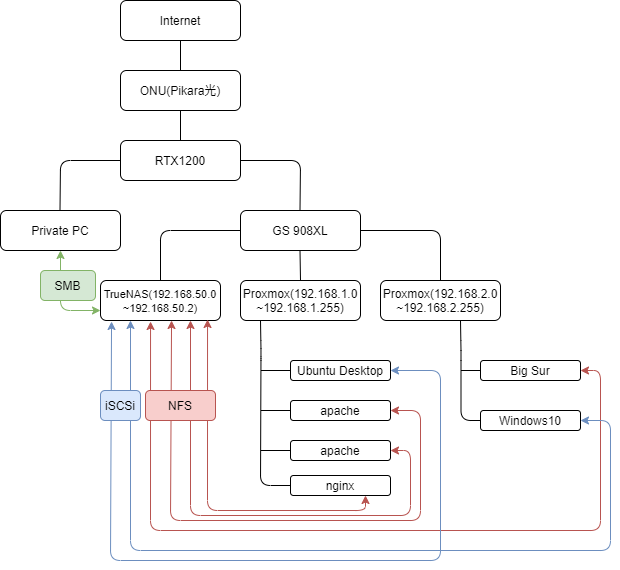 Internet
ONU(Pikara光)
RTX1200
Private PC
GS 908XL
SMB
TrueNAS(192.168.50.0
~192.168.50.2)
Proxmox(192.168.1.0
~192.168.1.255)
Proxmox(192.168.2.0
~192.168.2.255)
Ubuntu Desktop
Big Sur
iSCSi
NFS
apache
Windows10
apache
nginx